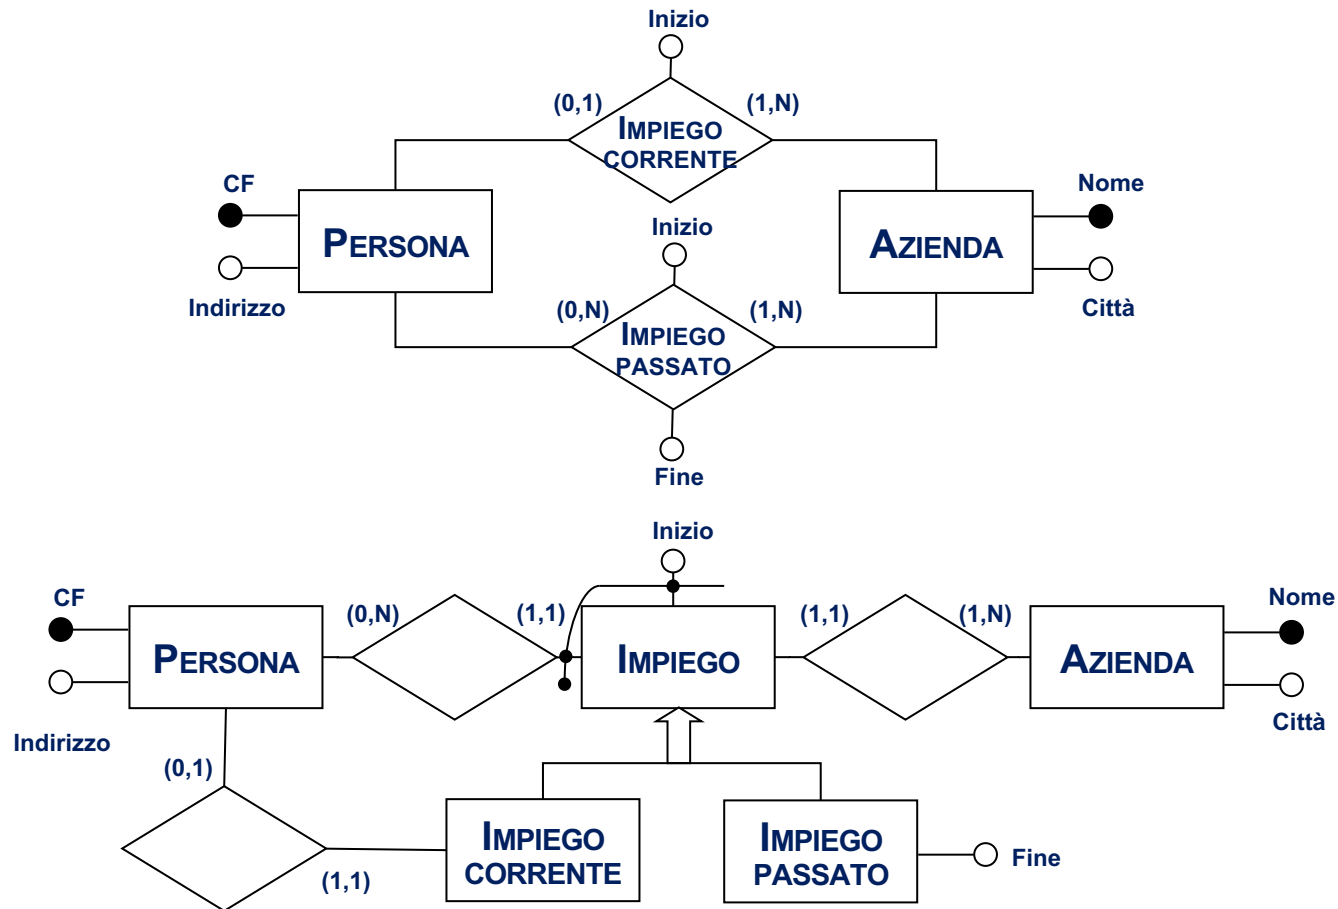 Inizio
(0,1)
(1,N)
IMPIEGO
CORRENTE
CF
Nome
PERSONA
AZIENDA
Inizio
Indirizzo
Città
(0,N)
(1,N)
IMPIEGO
PASSATO
Fine
Inizio
CF
Nome
(0,N)
(1,1)
(1,1)
(1,N)
PERSONA
IMPIEGO
AZIENDA
Indirizzo
Città
(0,1)
IMPIEGO
CORRENTE
IMPIEGO
PASSATO
Fine
(1,1)